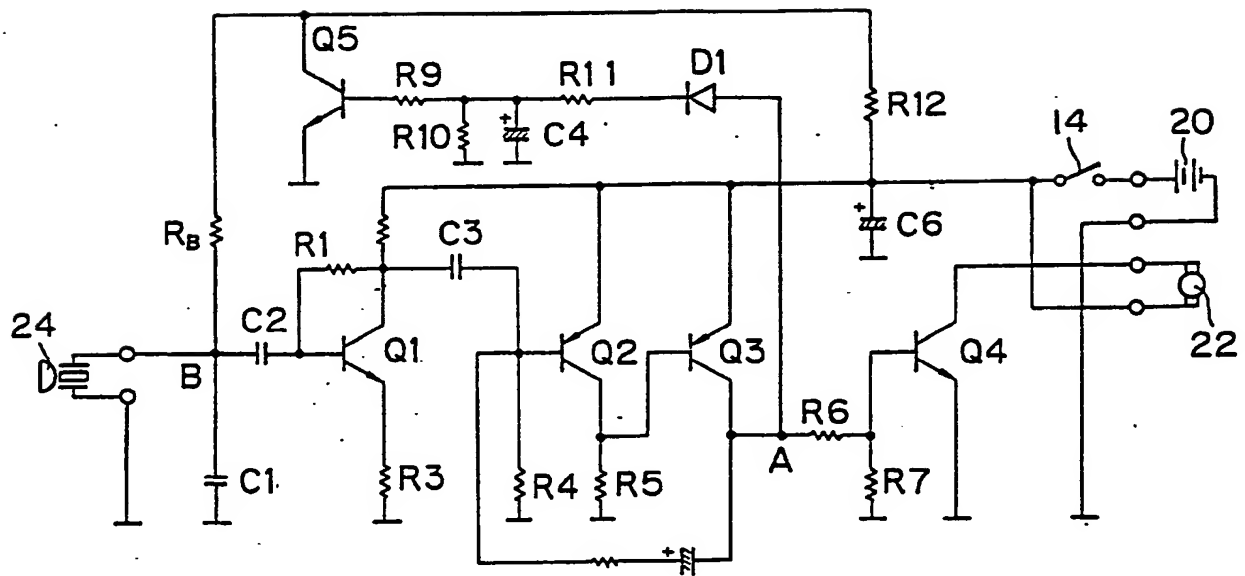 Q5
R9
R11
D1
R12
R10
+
C4
14
20
RB
R1
C3
+
C6
24
C2
B
Q1
Q2
Q3
Q4
22
R6
A
C1
R3
R4
R5
R7
+